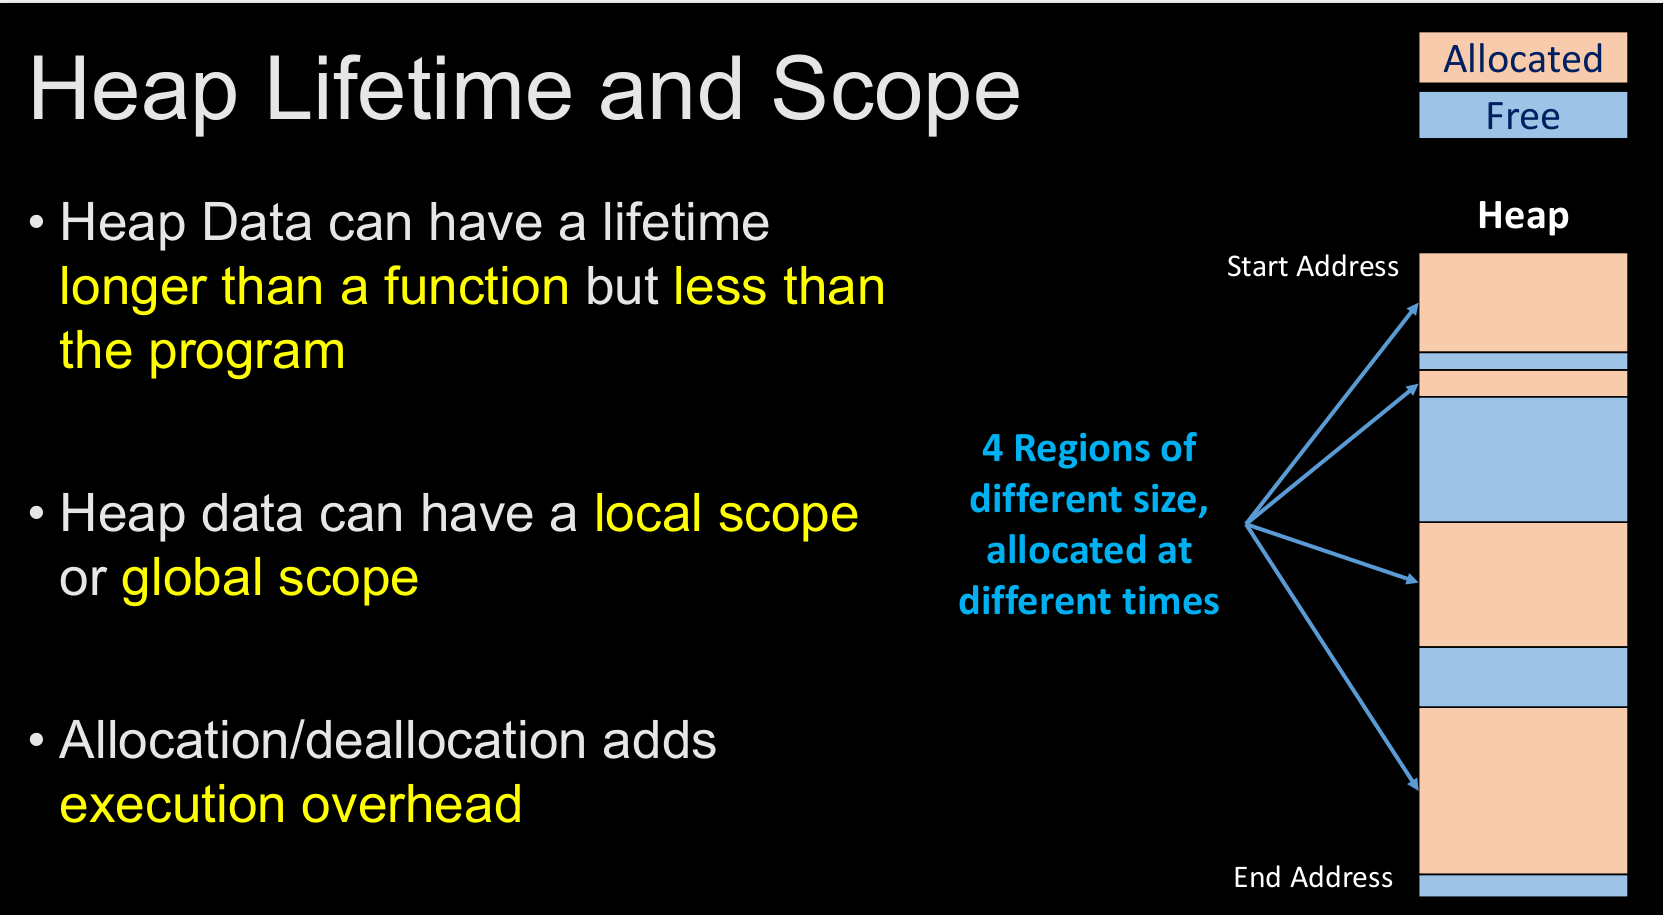 Heap Lifetime and Scope
• Heap Data can have a lifetime
longer than a function but less than
the program
• Heap data can have a local scope
or global scope
• Allocation/deallocation adds
execution overhead
Allocated
Free
Heap
Start Address
4 Regions of
different size,
allocated at
different times
End Address